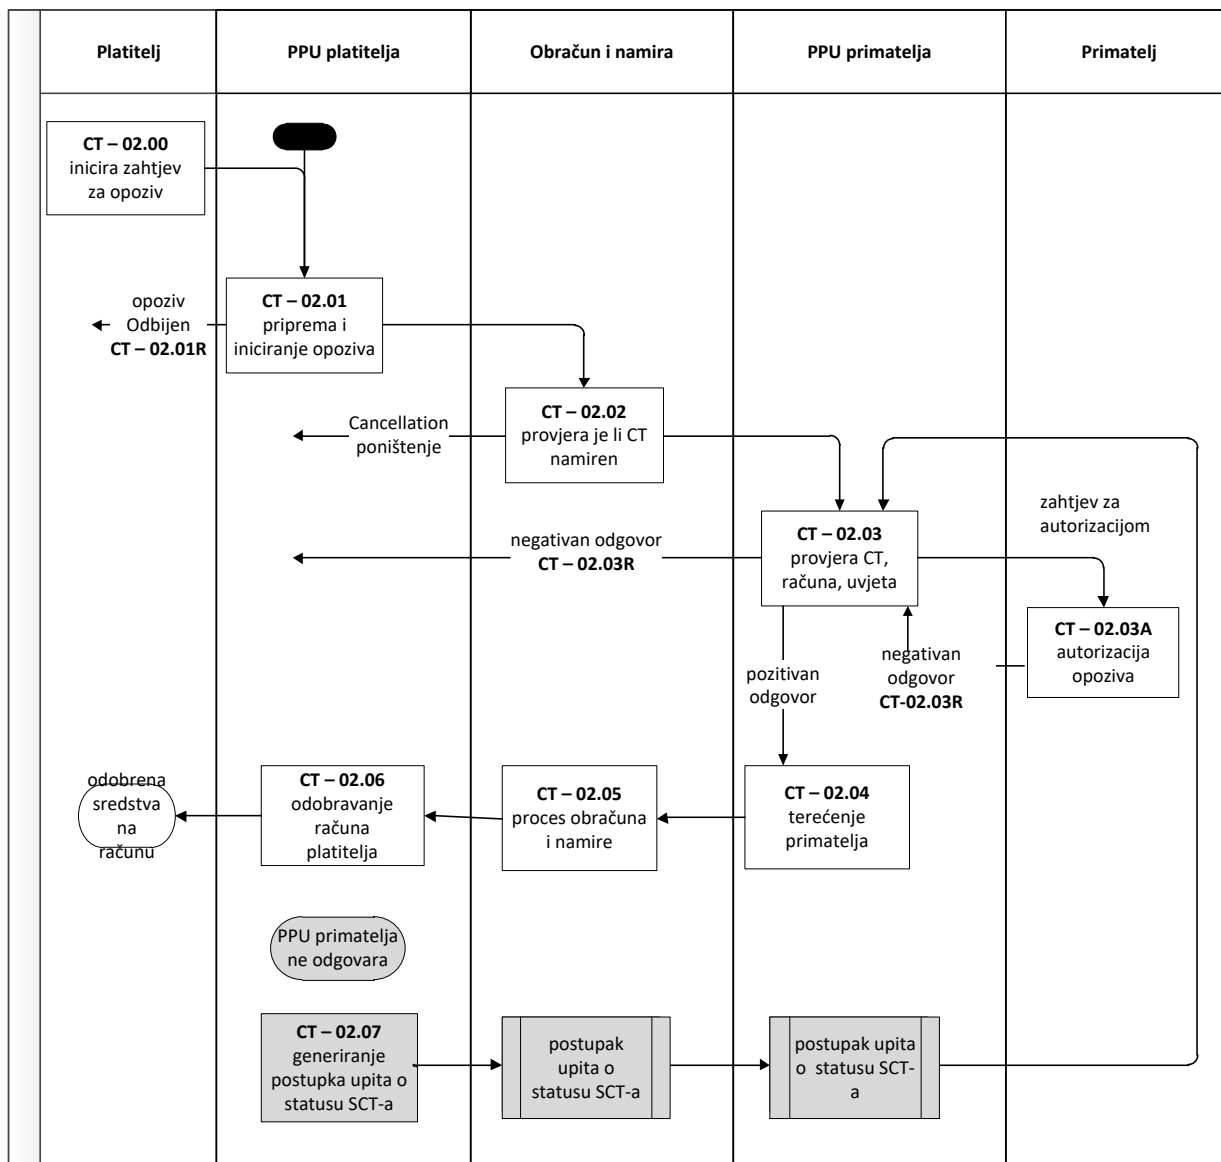 Platitelj
PPU platitelja
Obračun i namira
PPU primatelja
Primatelj
CT – 02.00
inicira zahtjev
za opoziv
opoziv
Odbijen
CT – 02.01R
CT – 02.01
priprema i
iniciranje opoziva
Cancellation
poništenje
CT – 02.02
provjera je li CT
namiren
negativan odgovor
CT – 02.03R
CT – 02.03
provjera CT,
računa, uvjeta
zahtjev za
autorizacijom
CT – 02.03A
autorizacija
opoziva
negativan
odgovor
CT-02.03R
pozitivan
odgovor
odobrena
sredstva
na
računu
CT – 02.06
odobravanje
računa
platitelja
CT – 02.05
proces obračuna
i namire
CT – 02.04
terećenje
primatelja
PPU primatelja
ne odgovara
CT – 02.07
generiranje
postupka upita o
statusu SCT-a
postupak
upita o
statusu SCT-a
postupak upita
o statusu SCT-
a